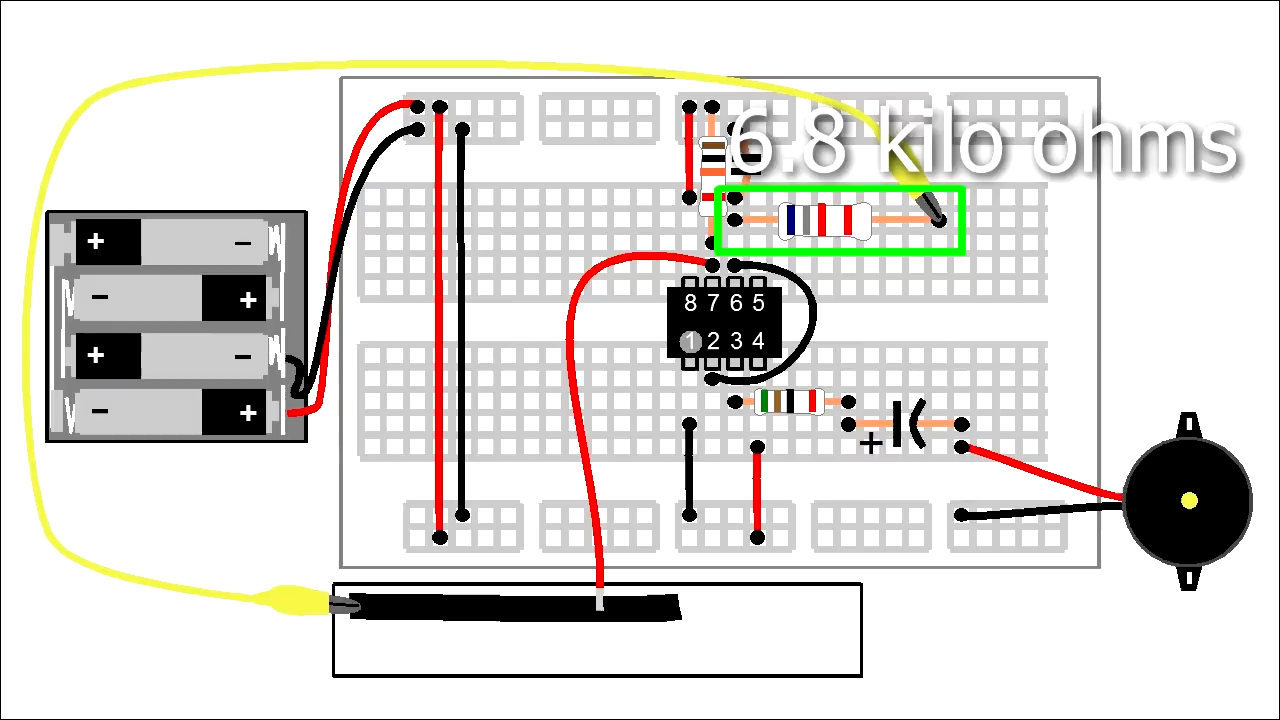 6.8 kilo ohms
+ −
− +
+ −
− +
8 7 6 5
1 2 3 4
+